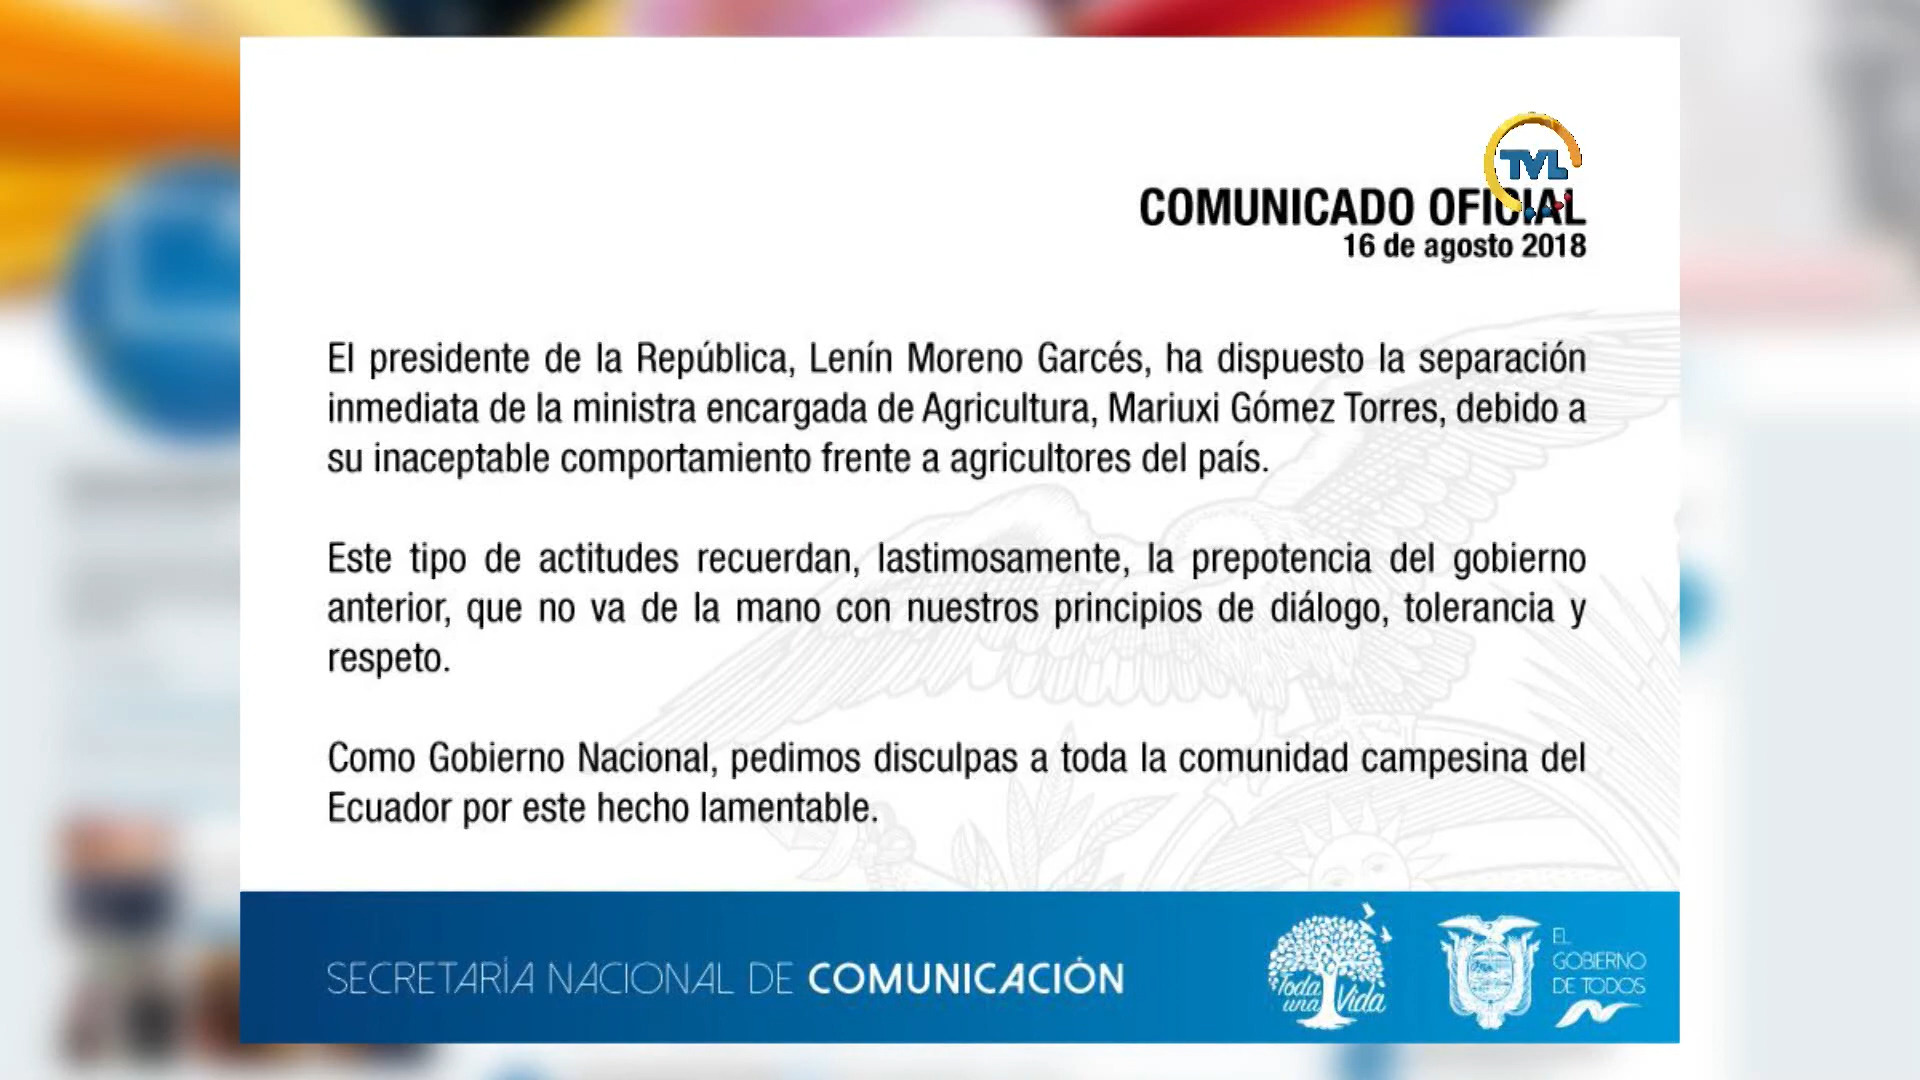 TVL
COMUNICADO OFICIAL
16 de agosto 2018
El presidente de la República, Lenín Moreno Garcés, ha dispuesto la separación
inmediata de la ministra encargada de Agricultura, Mariuxi Gómez Torres, debido a
su inaceptable comportamiento frente a agricultores del país.
Este tipo de actitudes recuerdan, lastimosamente, la prepotencia del gobierno
anterior, que no va de la mano con nuestros principios de diálogo, tolerancia y
respeto.
Como Gobierno Nacional, pedimos disculpas a toda la comunidad campesina del
Ecuador por este hecho lamentable.
SECRETARÍA NACIONAL DE COMUNICACIÓN
Toda
una Vida
EL
GOBIERNO
DE TODOS